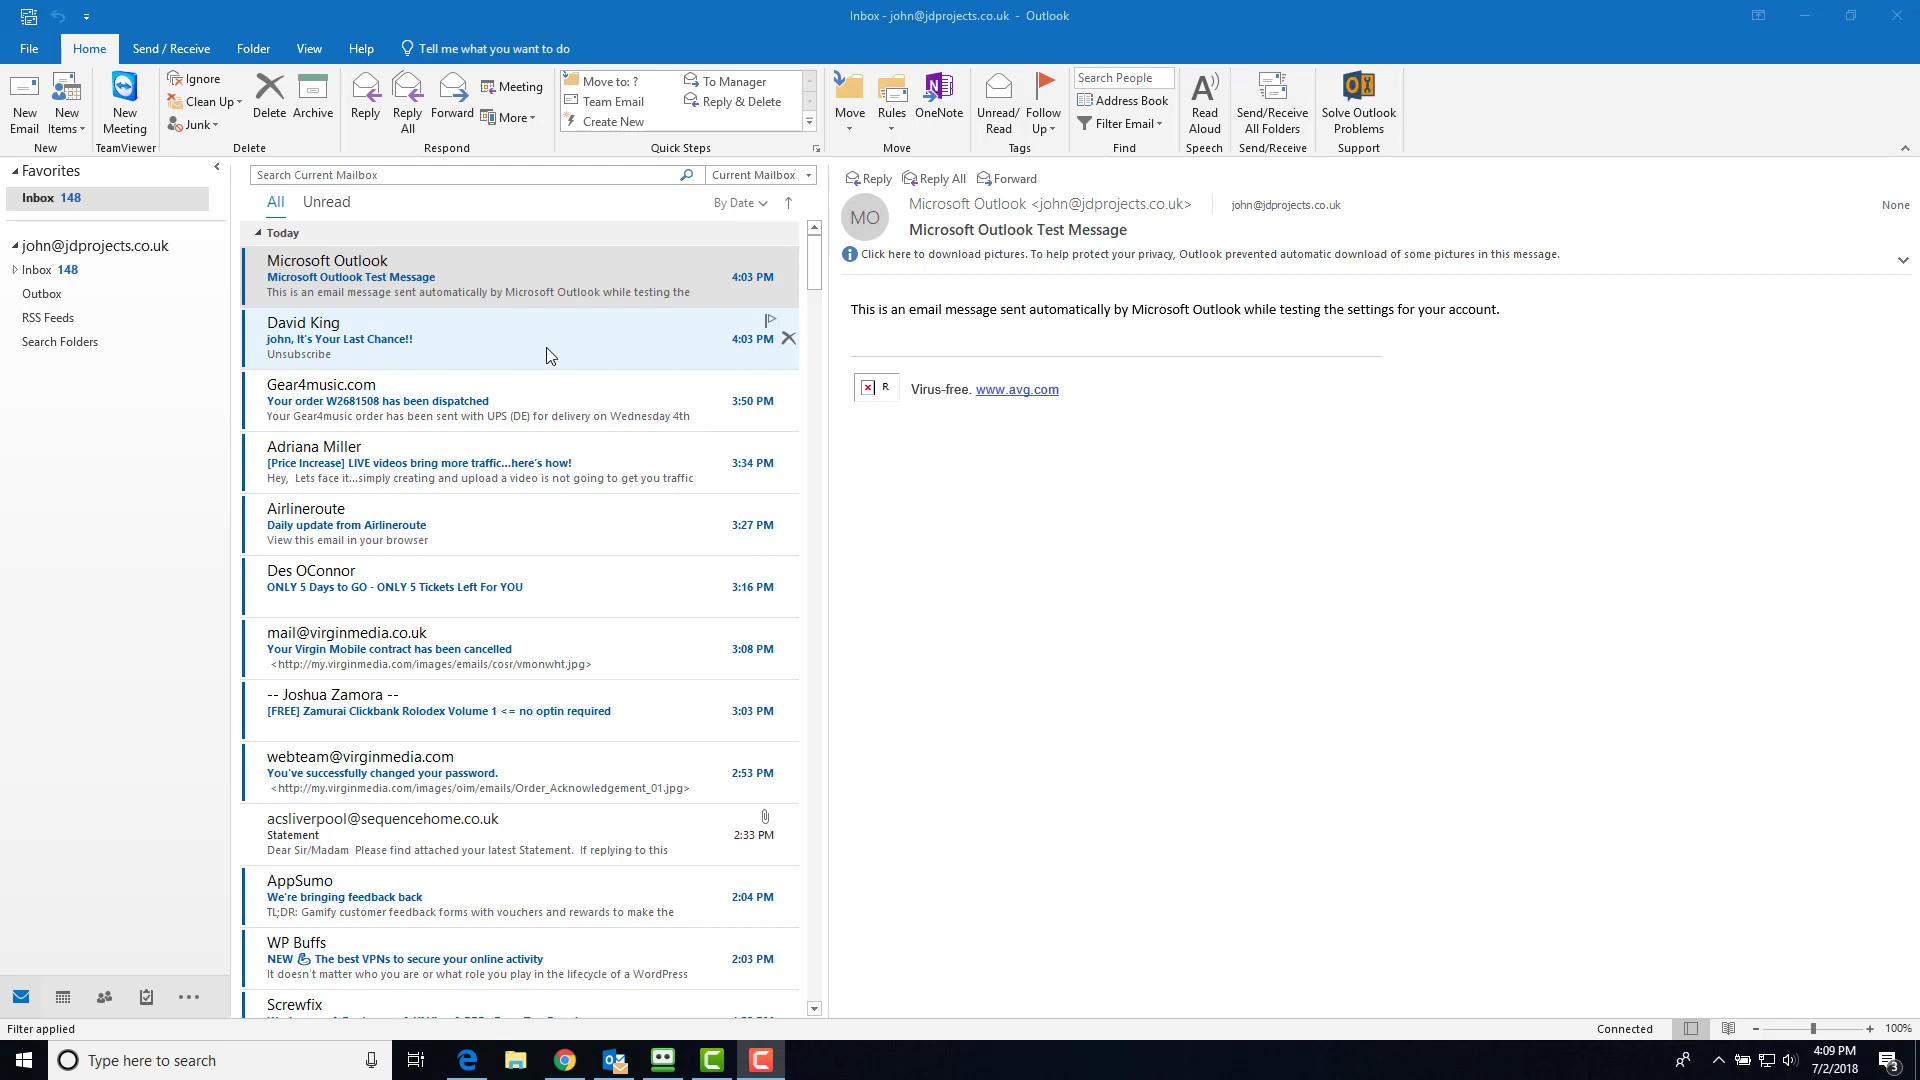 Inbox - john@jdprojects.co.uk - Outlook
File Home Send / Receive Folder View Help Tell me what you want to do
New Email
New Items
New
New Meeting
TeamViewer
Ignore
Clean Up
Junk
Delete
Archive
Delete
Reply
Reply All
Forward
Meeting
More
Respond
Move to: ?
Team Email
Create New
To Manager
Reply & Delete
Quick Steps
Move
Rules
OneNote
Move
Unread/ Read
Follow Up
Tags
Search People
Address Book
Filter Email
Find
Read Aloud
Speech
Send/Receive All Folders
Send/Receive
Solve Outlook Problems
Support
Favorites
Inbox 148
john@jdprojects.co.uk
Inbox 148
Outbox
RSS Feeds
Search Folders
Search Current Mailbox
Current Mailbox
All Unread
By Date
Today
Microsoft Outlook
Microsoft Outlook Test Message 4:03 PM
This is an email message sent automatically by Microsoft Outlook while testing the
David King
john, It's Your Last Chance!! 4:03 PM
Unsubscribe
Gear4music.com
Your order W2681508 has been dispatched 3:50 PM
Your Gear4music order has been sent with UPS (DE) for delivery on Wednesday 4th
Adriana Miller
[Price Increase] LIVE videos bring more traffic...here's how! 3:34 PM
Hey, Lets face it...simply creating and upload a video is not going to get you traffic
Airlineroute
Daily update from Airlineroute 3:27 PM
View this email in your browser
Des OConnor
ONLY 5 Days to GO - ONLY 5 Tickets Left For YOU 3:16 PM
mail@virginmedia.co.uk
Your Virgin Mobile contract has been cancelled 3:08 PM
<http://my.virginmedia.com/images/emails/cosr/vmonwht.jpg>
-- Joshua Zamora --
[FREE] Zamurai Clickbank Rolodex Volume 1 <= no optin required 3:03 PM
webteam@virginmedia.com
You've successfully changed your password. 2:53 PM
<http://my.virginmedia.com/images/oim/emails/Order_Acknowledgement_01.jpg>
acsliverpool@sequencehome.co.uk
Statement 2:33 PM
Dear Sir/Madam Please find attached your latest Statement. If replying to this
AppSumo
We're bringing feedback back 2:04 PM
TL;DR: Gamify customer feedback forms with vouchers and rewards to make the
WP Buffs
NEW 💪 The best VPNs to secure your online activity 2:03 PM
It doesn't matter who you are or what role you play in the lifecycle of a WordPress
Screwfix
Reply Reply All Forward
MO
Microsoft Outlook <john@jdprojects.co.uk> john@jdprojects.co.uk None
Microsoft Outlook Test Message
Click here to download pictures. To help protect your privacy, Outlook prevented automatic download of some pictures in this message.
This is an email message sent automatically by Microsoft Outlook while testing the settings for your account.
R Virus-free. www.avg.com
Filter applied
Connected 100%
Type here to search
4:09 PM
7/2/2018
3